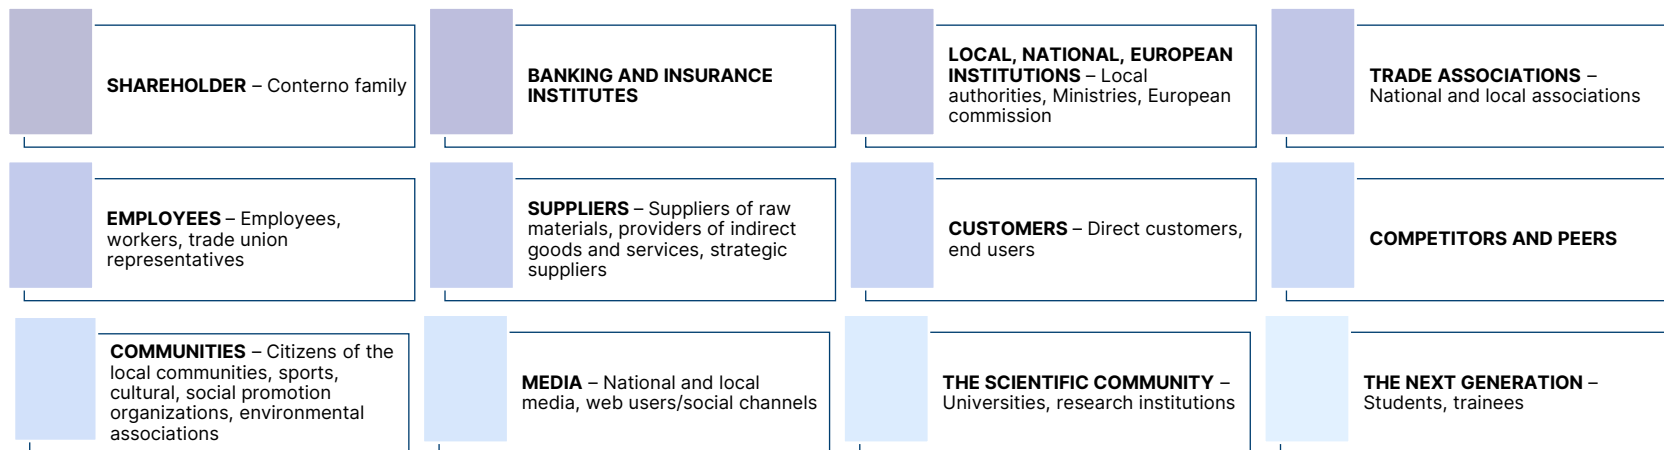 SHAREHOLDER – Conterno family
BANKING AND INSURANCE
INSTITUTES
LOCAL, NATIONAL, EUROPEAN
INSTITUTIONS – Local
authorities, Ministries, European
commission
TRADE ASSOCIATIONS –
National and local associations
EMPLOYEES – Employees,
workers, trade union
representatives
SUPPLIERS – Suppliers of raw
materials, providers of indirect
goods and services, strategic
suppliers
CUSTOMERS – Direct customers,
end users
COMPETITORS AND PEERS
COMMUNITIES – Citizens of the
local communities, sports,
cultural, social promotion
organizations, environmental
associations
MEDIA – National and local
media, web users/social channels
THE SCIENTIFIC COMMUNITY –
Universities, research institutions
THE NEXT GENERATION –
Students, trainees